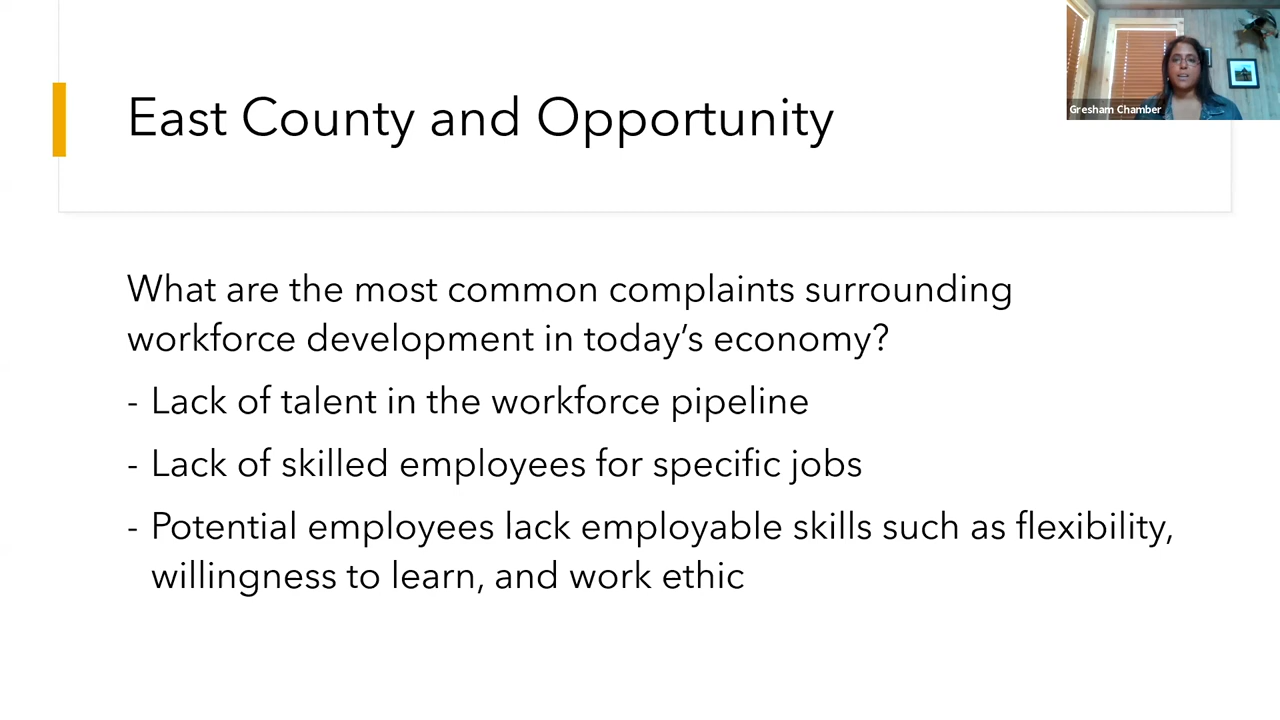 East County and Opportunity
Gresham Chamber
What are the most common complaints surrounding
workforce development in today’s economy?
- Lack of talent in the workforce pipeline
- Lack of skilled employees for specific jobs
- Potential employees lack employable skills such as flexibility,
willingness to learn, and work ethic